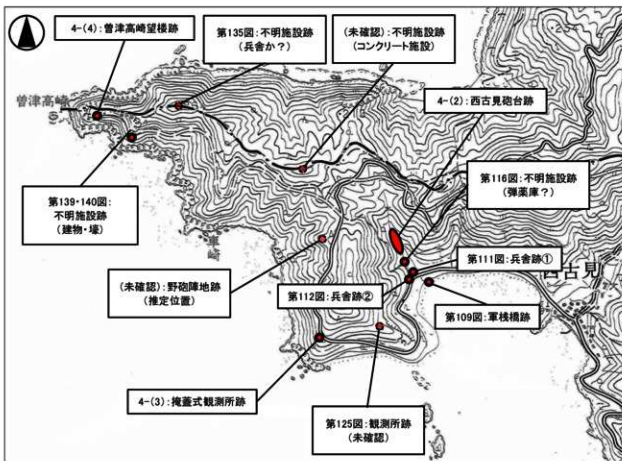 4-(4):曽津高崎望楼跡
第135図:不明施設跡
(兵舎か?)
(未確認):不明施設跡
(コンクリート施設)
4-(2):西古見砲台跡
曽津高崎
第116図:不明施設跡
(弾薬庫?)
第139・140図:
不明施設跡
(建物・壕)
第111図:兵舎跡①
西古見
(未確認):野砲陣地跡
(推定位置)
第112図:兵舎跡②
第109図:軍桟橋跡
4-(3):掩蓋式観測所跡
第125図:観測所跡
(未確認)